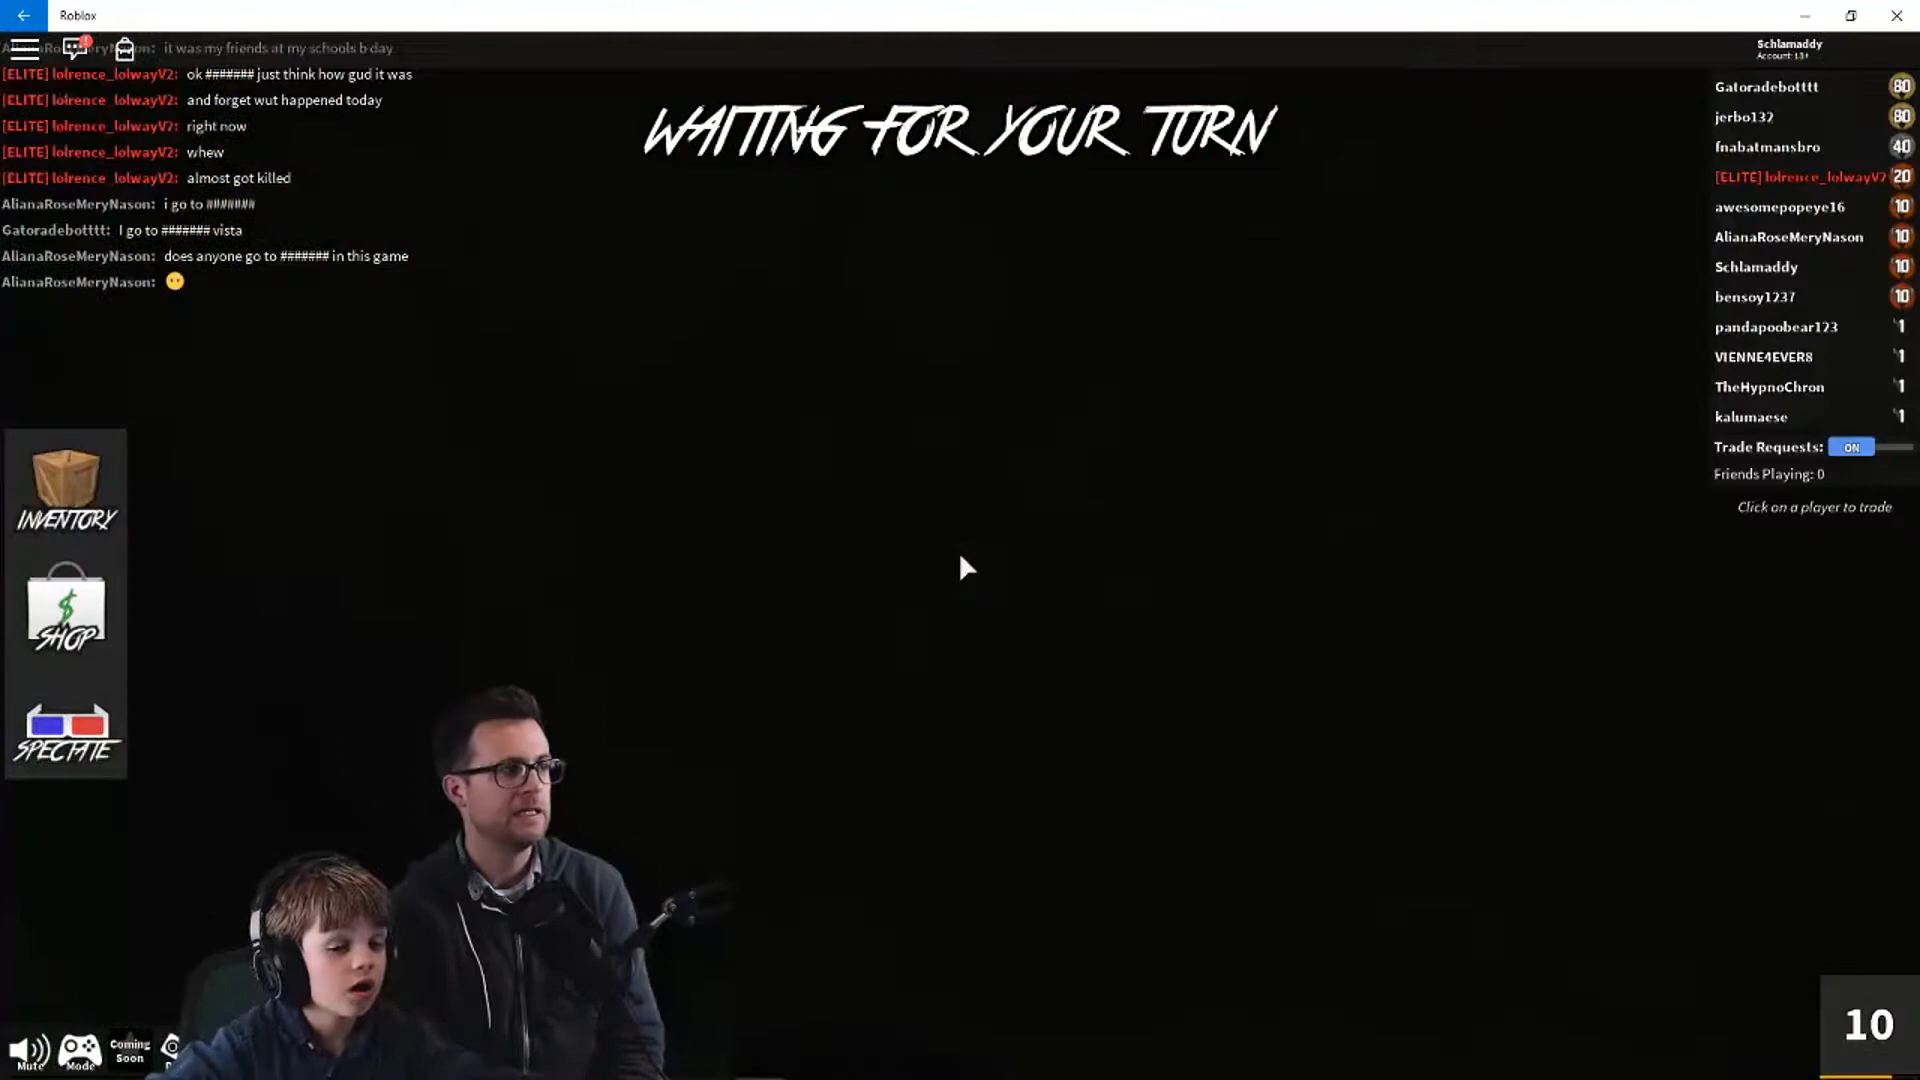 Roblox
it was my friends at my schools b day
Schlamaddy
Account: 13+
[ELITE] lolrence_lolwayV2: ok ####### just think how gud it was
[ELITE] lolrence_lolwayV2: and forget wut happened today
[ELITE] lolrence_lolwayV2: right now
[ELITE] lolrence_lolwayV2: whew
[ELITE] lolrence_lolwayV2: almost got killed
AlianaRoseMeryNason: i go to #######
Gatoradebotttt: I go to ####### vista
AlianaRoseMeryNason: does anyone go to ####### in this game
AlianaRoseMeryNason: 😶
WAITING FOR YOUR TURN
Gatoradebotttt 80
jerbo132 80
fnabatmansbro 40
[ELITE] lolrence_lolwayV2 20
awesomepopeye16 10
AlianaRoseMeryNason 10
Schlamaddy 10
bensoy1237 10
pandapoobear123 1
VIENNE4EVER8 1
TheHypnoChron 1
kalumaese 1
Trade Requests: ON
Friends Playing: 0
Click on a player to trade
INVENTORY
$
SHOP
SPECTATE
Mute
Mode
Coming
Soon
10